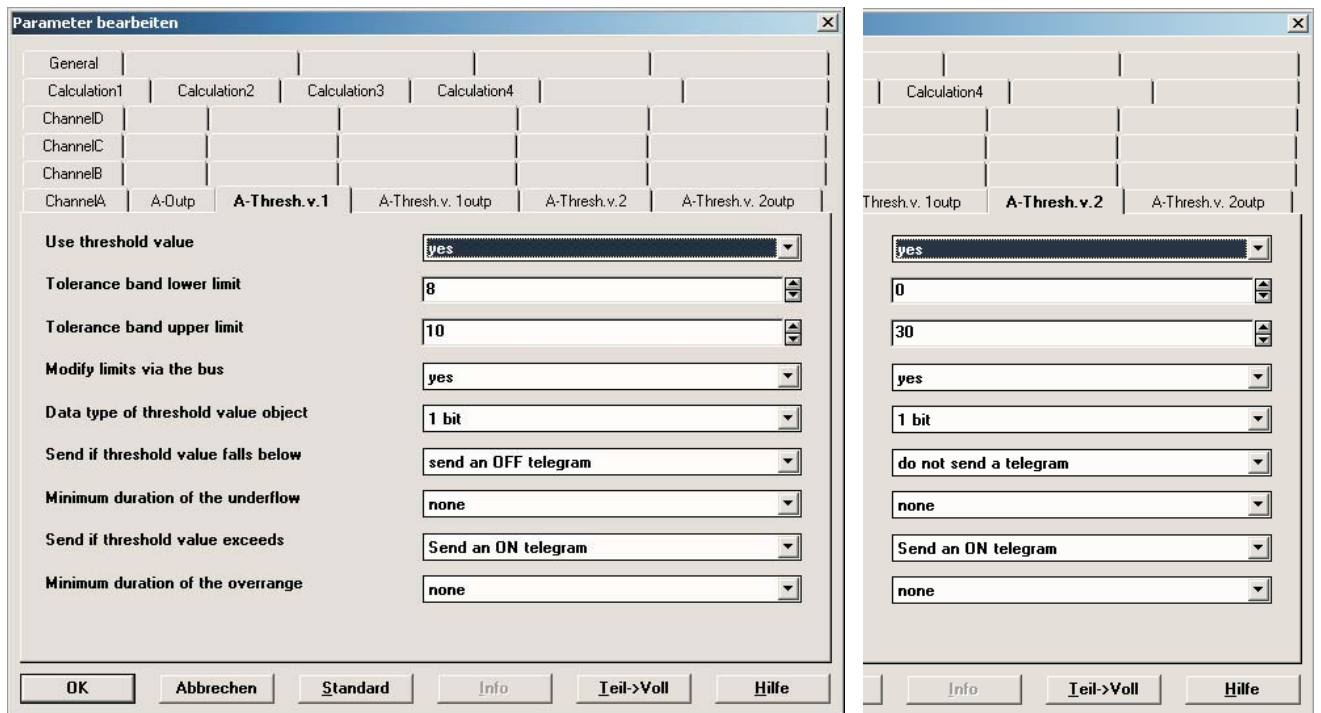 Parameter bearbeiten
General
Calculation1 Calculation2 Calculation3 Calculation4
ChannelD
ChannelC
ChannelB
ChannelA A-Outp A-Thresh.v.1 A-Thresh.v. 1outp A-Thresh.v.2 A-Thresh.v. 2outp
Use threshold value yes
Tolerance band lower limit 8
Tolerance band upper limit 10
Modify limits via the bus yes
Data type of threshold value object 1 bit
Send if threshold value falls below send an OFF telegram
Minimum duration of the underflow none
Send if threshold value exceeds Send an ON telegram
Minimum duration of the overrange none
OK Abbrechen Standard Info Teil->Voll Hilfe
Calculation4
Thresh.v. 1outp A-Thresh.v.2 A-Thresh.v. 2outp
yes
0
30
yes
1 bit
do not send a telegram
none
Send an ON telegram
none
Info Teil->Voll Hilfe